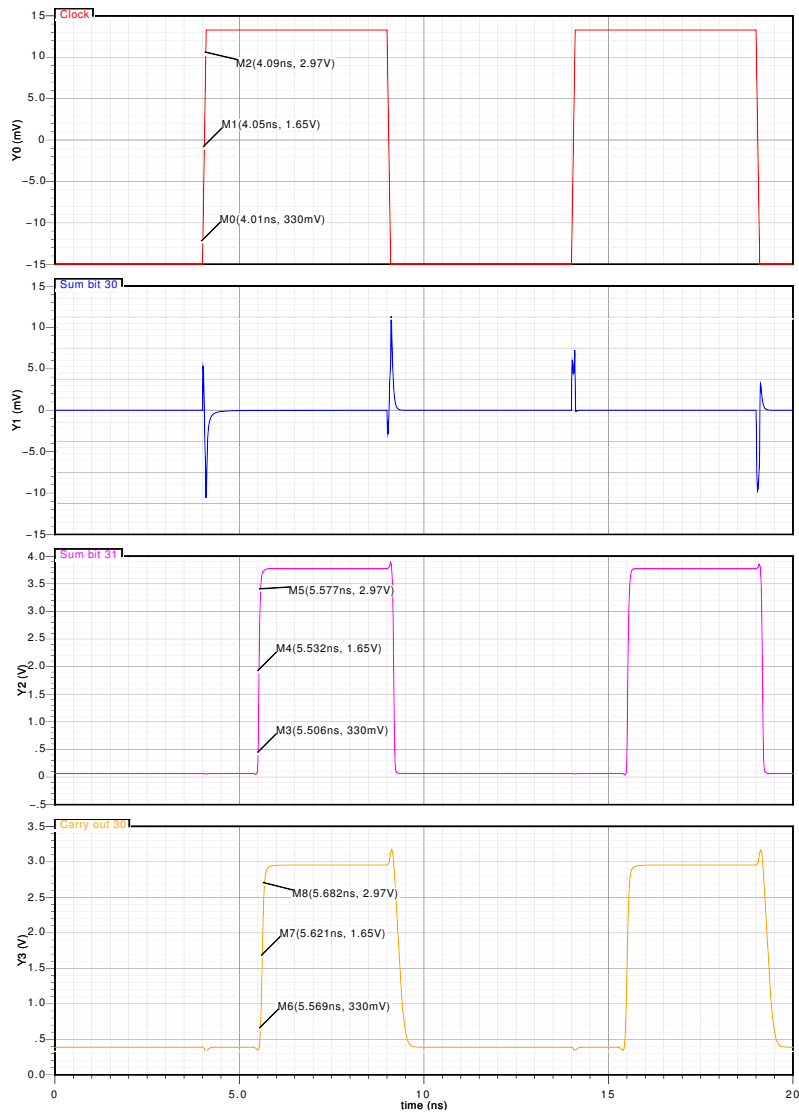 Clock
15
10
5.0
0
−5.0
−10
−15
Y0 (mV)
M2(4.09ns, 2.97V)
M1(4.05ns, 1.65V)
M0(4.01ns, 330mV)
Sum bit 30
15
10
5.0
0
−5.0
−10
−15
Y1 (mV)
Sum bit 31
4.0
3.5
3.0
2.5
2.0
1.5
1.0
.5
0
−.5
Y2 (V)
M5(5.577ns, 2.97V)
M4(5.532ns, 1.65V)
M3(5.506ns, 330mV)
Carry out 30
3.5
3.0
2.5
2.0
1.5
1.0
.5
0.0
Y3 (V)
M8(5.682ns, 2.97V)
M7(5.621ns, 1.65V)
M6(5.569ns, 330mV)
0 5.0 10 15 20
time (ns)